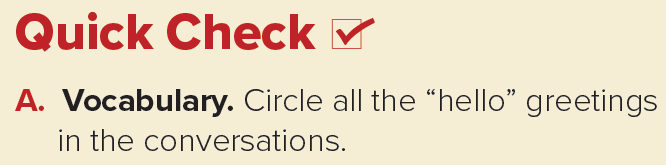 Quick Check
A. Vocabulary. Circle all the “hello” greetings
in the conversations.